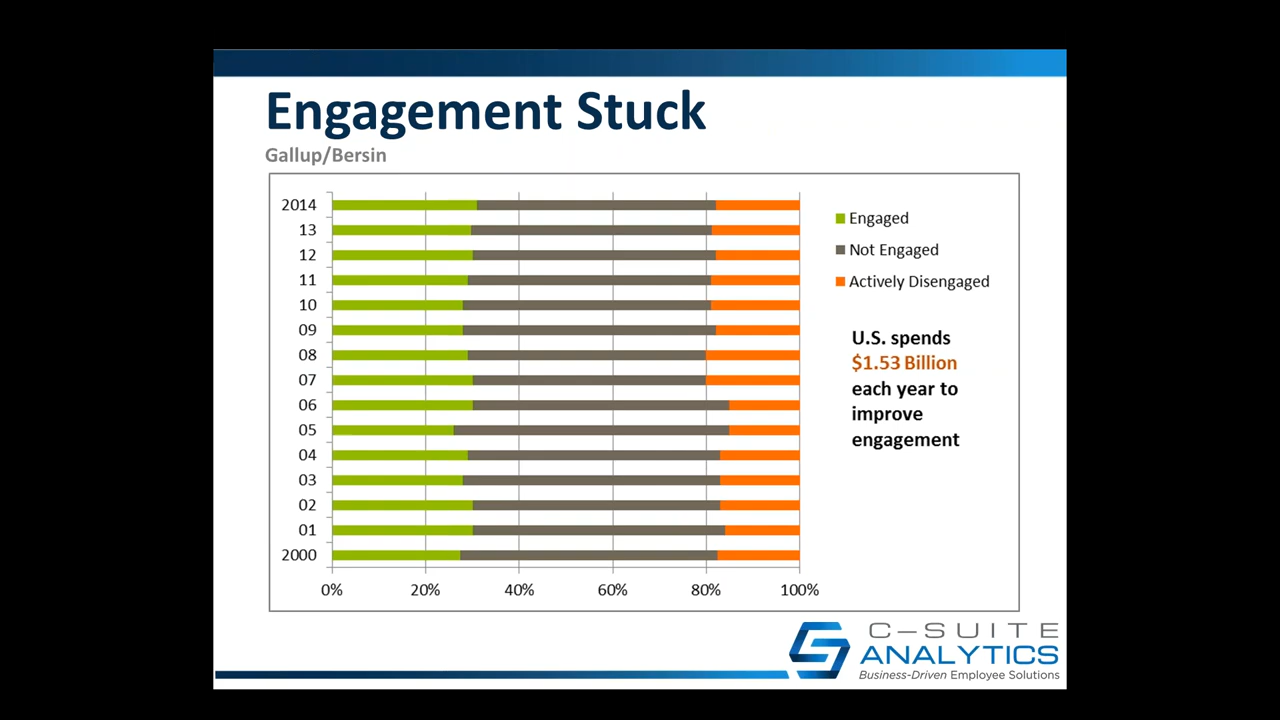 Engagement Stuck
Gallup/Bersin
2014
13
12
11
10
09
08
07
06
05
04
03
02
01
2000
0% 20% 40% 60% 80% 100%
Engaged
Not Engaged
Actively Disengaged
U.S. spends
$1.53 Billion
each year to
improve
engagement
C-SUITE
ANALYTICS
Business-Driven Employee Solutions